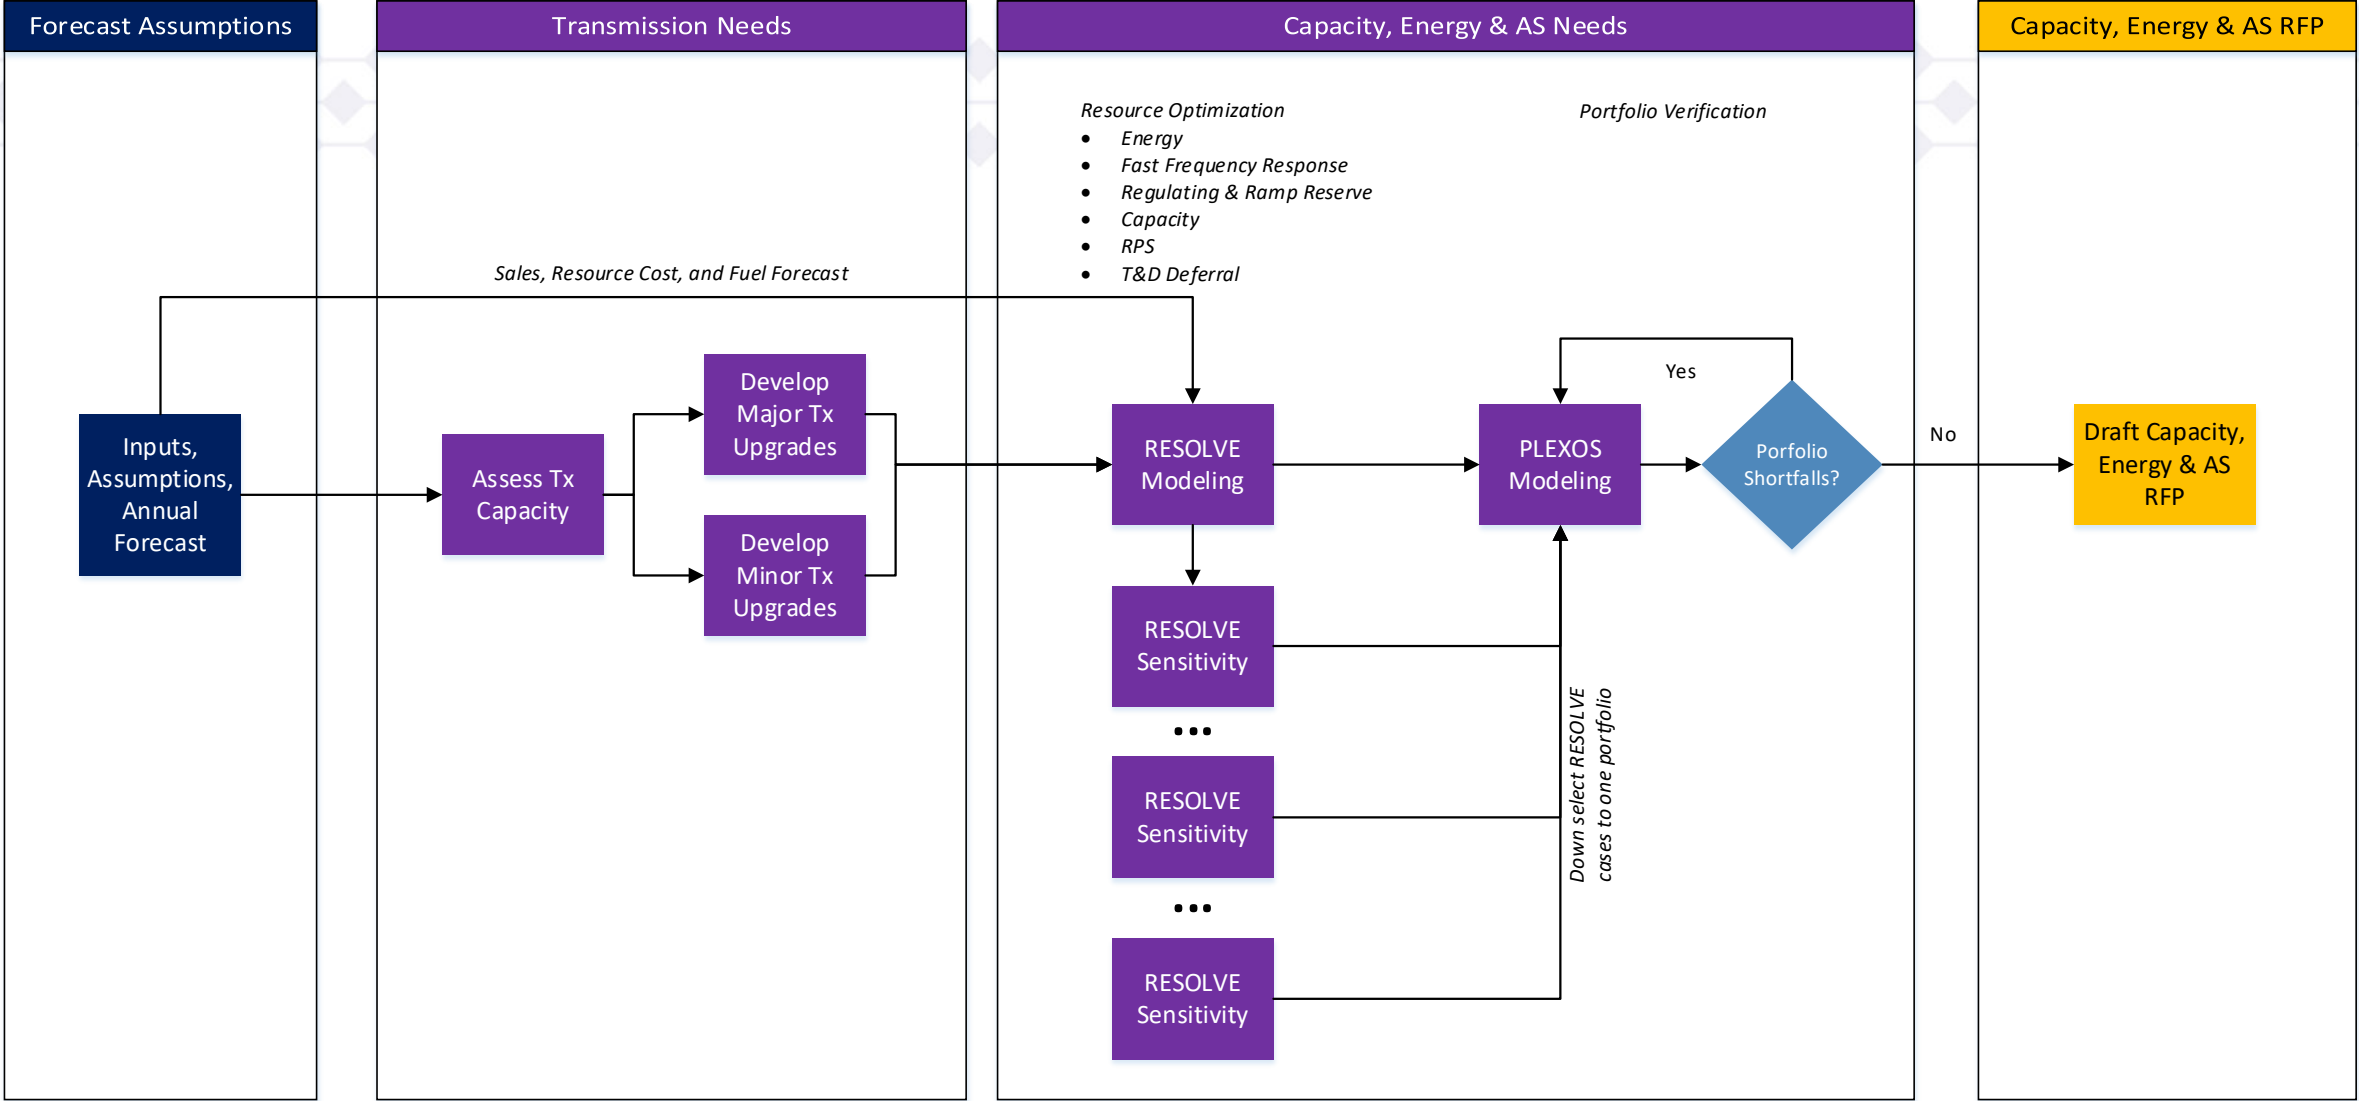 Forecast Assumptions
Transmission Needs
Capacity, Energy & AS Needs
Capacity, Energy & AS RFP
Resource Optimization
• Energy
• Fast Frequency Response
• Regulating & Ramp Reserve
• Capacity
• RPS
• T&D Deferral
Portfolio Verification
Sales, Resource Cost, and Fuel Forecast
Inputs,
Assumptions,
Annual
Forecast
Assess Tx
Capacity
Develop
Major Tx
Upgrades
Develop
Minor Tx
Upgrades
RESOLVE
Modeling
PLEXOS
Modeling
Yes
Porfolio
Shortfalls?
No
Draft Capacity,
Energy & AS
RFP
RESOLVE
Sensitivity
...
RESOLVE
Sensitivity
...
RESOLVE
Sensitivity
Down select RESOLVE
cases to one portfolio